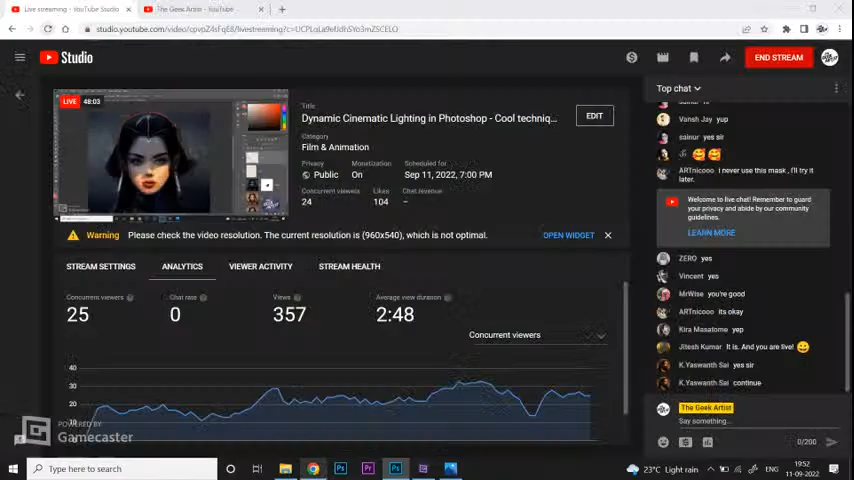 Live streaming - YouTube Studio
The Geek Artist - YouTube
Studio
END STREAM
LIVE 48:03
Title
Dynamic Cinematic Lighting in Photoshop - Cool techniq...
EDIT
Category
Film & Animation
Privacy Monetization Scheduled for
Public On Sep 11, 2022, 7:00 PM
Concurrent viewers Likes Chat revenue
24 104 –
Warning Please check the video resolution. The current resolution is (960x540), which is not optimal. OPEN WIDGET
STREAM SETTINGS ANALYTICS VIEWER ACTIVITY STREAM HEALTH
Concurrent viewers Chat rate Views Average view duration
25 0 357 2:48
Concurrent viewers
40
30
20
10
POWERED BY
Gamecaster
Top chat
Vansh Jay yup
sainur yes sir
ARTnicooo i never use this mask , I'll try it
later.
Welcome to live chat! Remember to guard
your privacy and abide by our community
guidelines.
LEARN MORE
ZERO yes
Vincent yes
MrWise you're good
ARTnicooo its okay
Kira Masatome yep
Jitesh Kumar It is. And you are live!
K.Yaswanth Sai yes sir
K.Yaswanth Sai continue
The Geek Artist
Say something...
0/200
Type here to search
23°C Light rain
ENG
19:52
11-09-2022